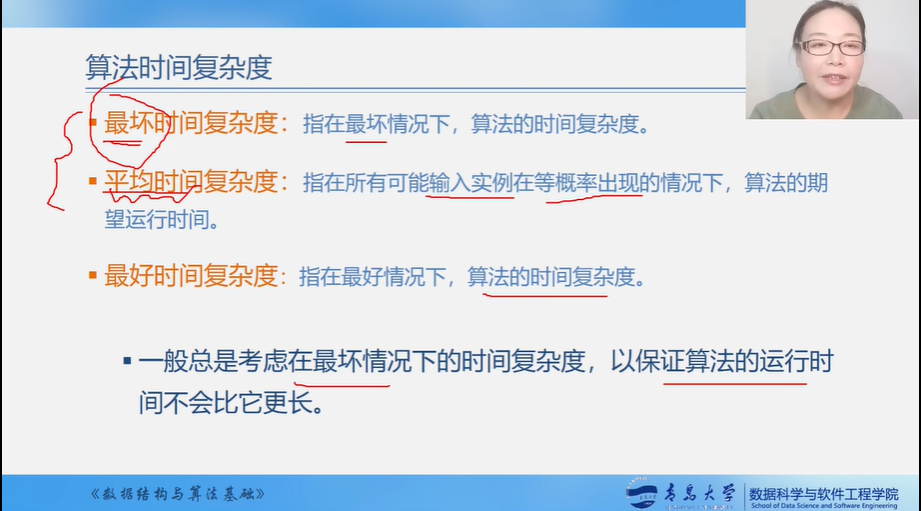 算法时间复杂度
▪ 最坏时间复杂度：指在最坏情况下，算法的时间复杂度。
▪ 平均时间复杂度：指在所有可能输入实例在等概率出现的情况下，算法的期
望运行时间。
▪ 最好时间复杂度：指在最好情况下，算法的时间复杂度。
▪ 一般总是考虑在最坏情况下的时间复杂度，以保证算法的运行时
间不会比它更长。
《数据结构与算法基础》
青岛大学
数据科学与软件工程学院
School of Data Science and Software Engineering